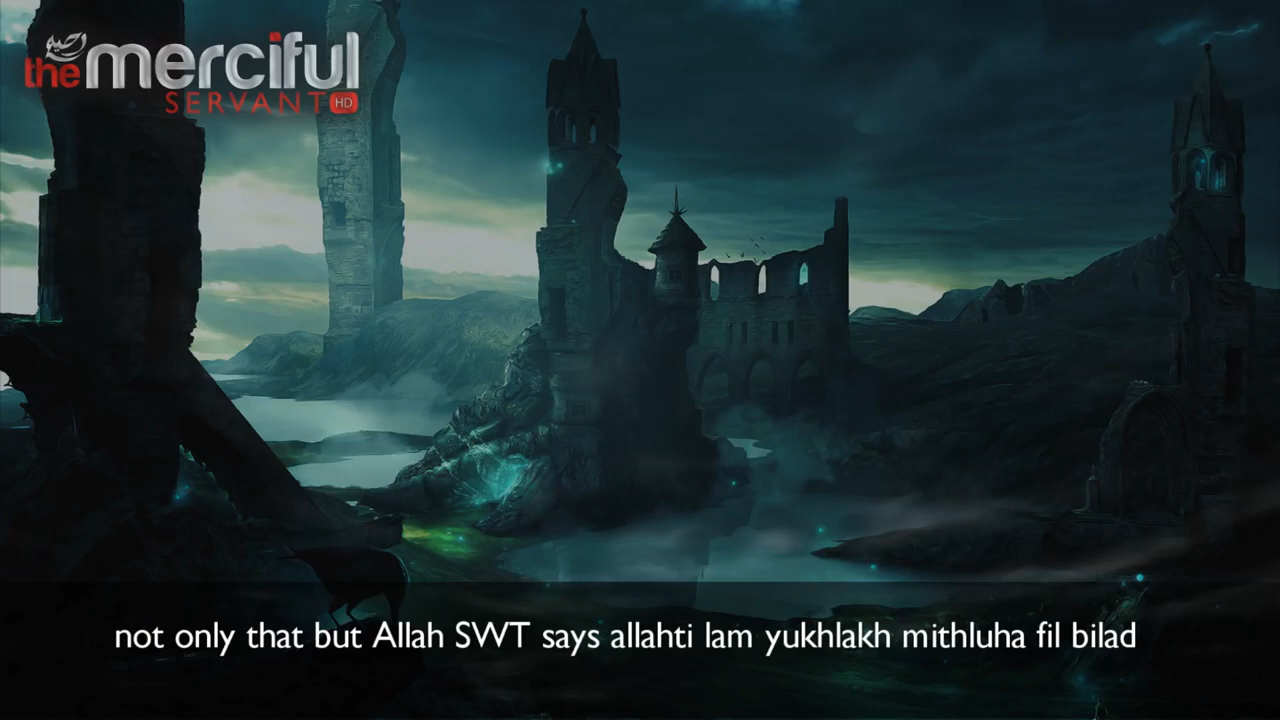 the merciful
SERVANT HD
not only that but Allah SWT says allahti lam yukhlakh mithluha fil bilad